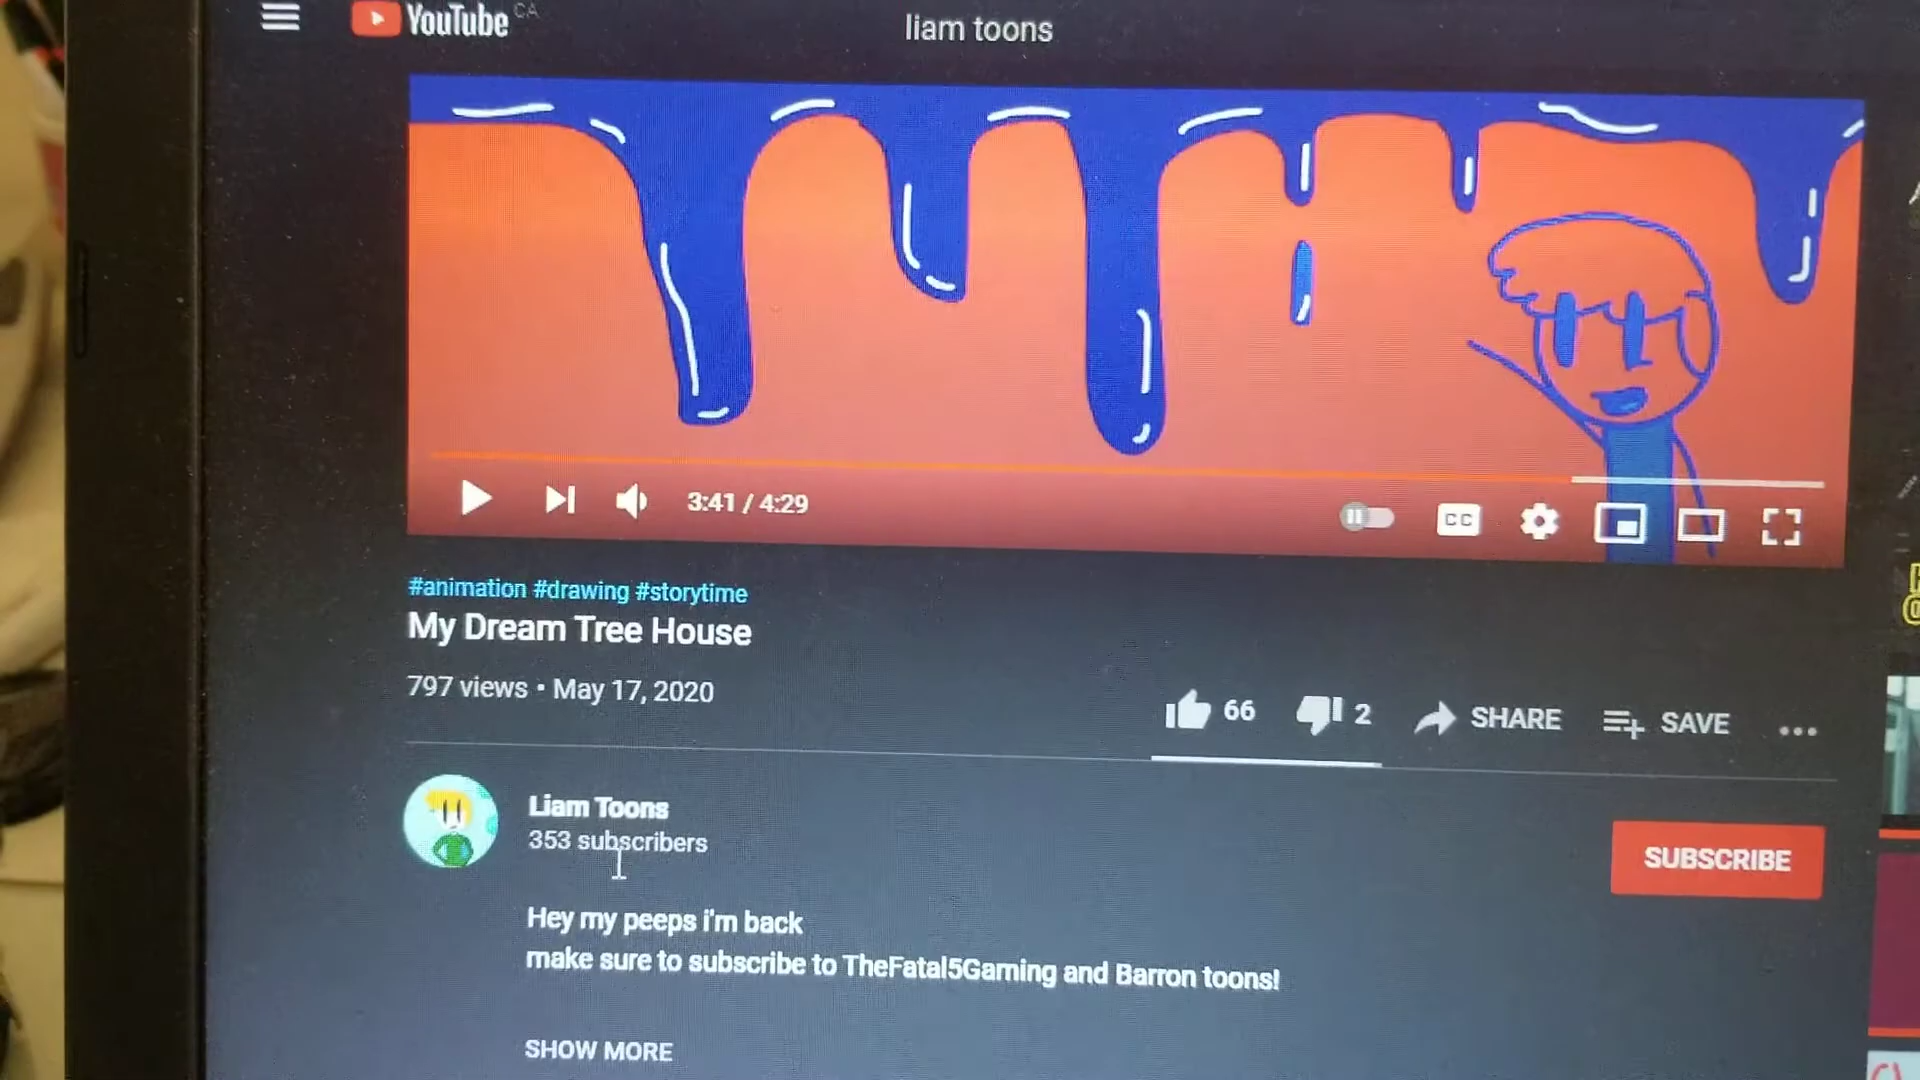 YouTube CA
liam toons
3:41 / 4:29
CC
#animation #drawing #storytime
My Dream Tree House
797 views • May 17, 2020
66
2
SHARE
SAVE
Liam Toons
353 subscribers
SUBSCRIBE
Hey my peeps i'm back
make sure to subscribe to TheFatal5Gaming and Barron toons!
SHOW MORE